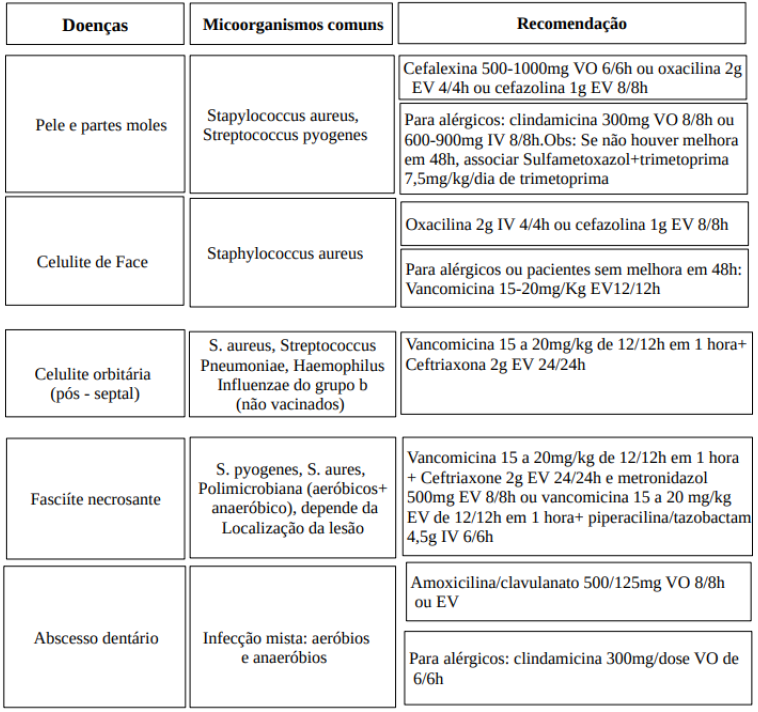 Doenças
Micoorganismos comuns
Recomendação
Pele e partes moles
Stapylococcus aureus,
Streptococcus pyogenes
Cefalexina 500-1000mg VO 6/6h ou oxacilina 2g
EV 4/4h ou cefazolina 1g EV 8/8h
Para alérgicos: clindamicina 300mg VO 8/8h ou
600-900mg IV 8/8h.Obs: Se não houver melhora
em 48h, associar Sulfametoxazol+trimetoprima
7,5mg/kg/dia de trimetoprima
Celulite de Face
Staphylococcus aureus
Oxacilina 2g IV 4/4h ou cefazolina 1g EV 8/8h
Para alérgicos ou pacientes sem melhora em 48h:
Vancomicina 15-20mg/Kg EV12/12h
Celulite orbitária
(pós - septal)
S. aureus, Streptococcus
Pneumoniae, Haemophilus
Influenzae do grupo b
(não vacinados)
Vancomicina 15 a 20mg/kg de 12/12h em 1 hora+
Ceftriaxona 2g EV 24/24h
Fasciíte necrosante
S. pyogenes, S. aures,
Polimicrobiana (aeróbicos+
anaeróbico), depende da
Localização da lesão
Vancomicina 15 a 20mg/kg de 12/12h em 1 hora
+ Ceftriaxone 2g EV 24/24h e metronidazol
500mg EV 8/8h ou vancomicina 15 a 20 mg/kg
EV de 12/12h em 1 hora+ piperacilina/tazobactam
4,5g IV 6/6h
Abscesso dentário
Infecção mista: aeróbios
e anaeróbios
Amoxicilina/clavulanato 500/125mg VO 8/8h
ou EV
Para alérgicos: clindamicina 300mg/dose VO de
6/6h